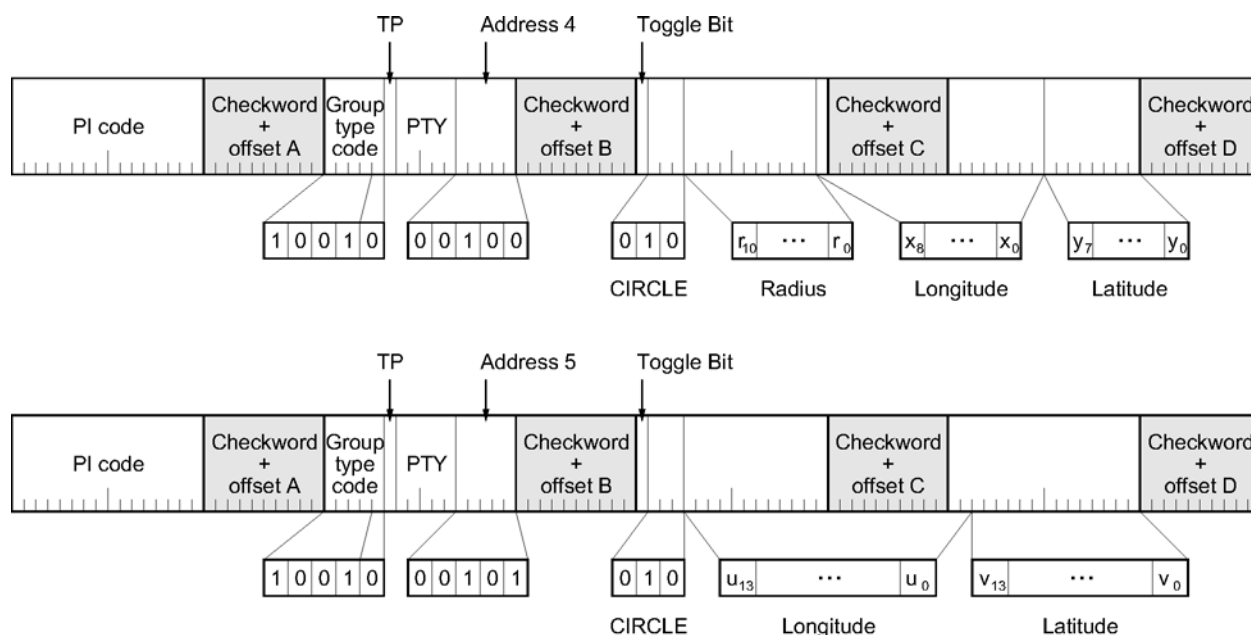 TP Address 4 Toggle Bit
PI code
Checkword
+
offset A
Group
type
code
PTY
Checkword
+
offset B
Checkword
+
offset C
Checkword
+
offset D
1 0 0 1 0
0 0 1 0 0
0 1 0
r10 ⋯ r0
x8 ⋯ x0
y7 ⋯ y0
CIRCLE Radius Longitude Latitude
TP Address 5 Toggle Bit
PI code
Checkword
+
offset A
Group
type
code
PTY
Checkword
+
offset B
Checkword
+
offset C
Checkword
+
offset D
1 0 0 1 0
0 0 1 0 1
0 1 0
u13 ⋯ u0
v13 ⋯ v0
CIRCLE Longitude Latitude